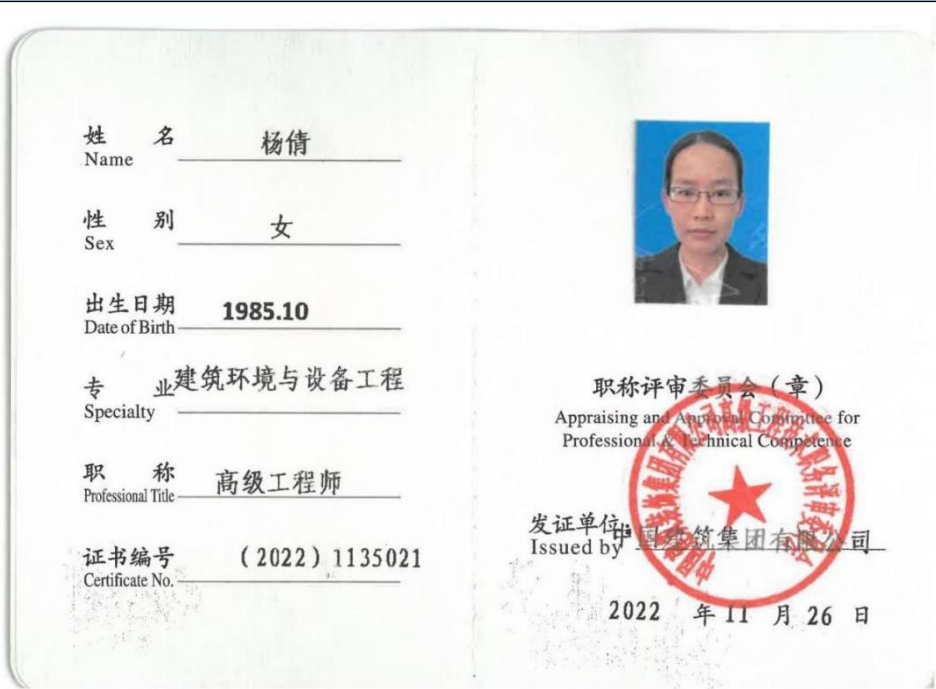 姓 名 杨倩
Name
性 别 女
Sex
出生日期 1985.10
Date of Birth
专 业 建筑环境与设备工程
Specialty
职 称 高级工程师
Professional Title
证书编号 (2022)1135021
Certificate No.
职称评审委员会（章）
Appraising and Approval Committee for
Professional & Technical Competence
发证单位: 中国建筑集团有限公司
Issued by
2022 年 11 月 26 日